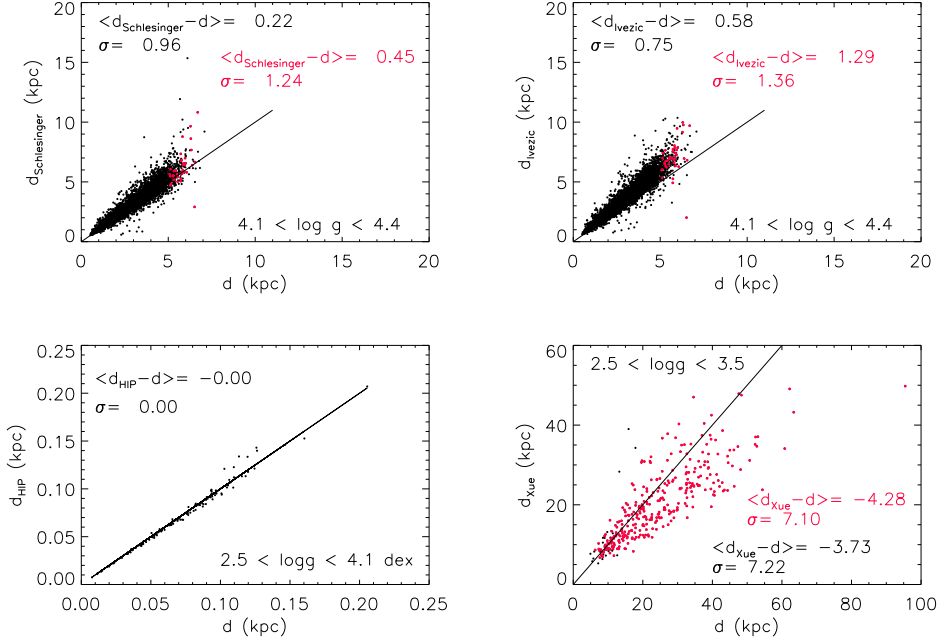 <d_Schlesinger−d>= 0.22
σ= 0.96
<d_Schlesinger−d>= 0.45
σ= 1.24
4.1 < log g < 4.4
d_Schlesinger (kpc)
20
15
10
5
0
0 5 10 15 20
d (kpc)
<d_Ivezic−d>= 0.58
σ= 0.75
<d_Ivezic−d>= 1.29
σ= 1.36
4.1 < log g < 4.4
d_Ivezic (kpc)
20
15
10
5
0
0 5 10 15 20
d (kpc)
<d_HIP−d>= −0.00
σ= 0.00
2.5 < logg < 4.1 dex
d_HIP (kpc)
0.25
0.20
0.15
0.10
0.05
0.00
0.00 0.05 0.10 0.15 0.20 0.25
d (kpc)
2.5 < logg < 3.5
<d_Xue−d>= −4.28
σ= 7.10
<d_Xue−d>= −3.73
σ= 7.22
d_Xue (kpc)
60
50
40
30
20
10
0
0 20 40 60 80 100
d (kpc)